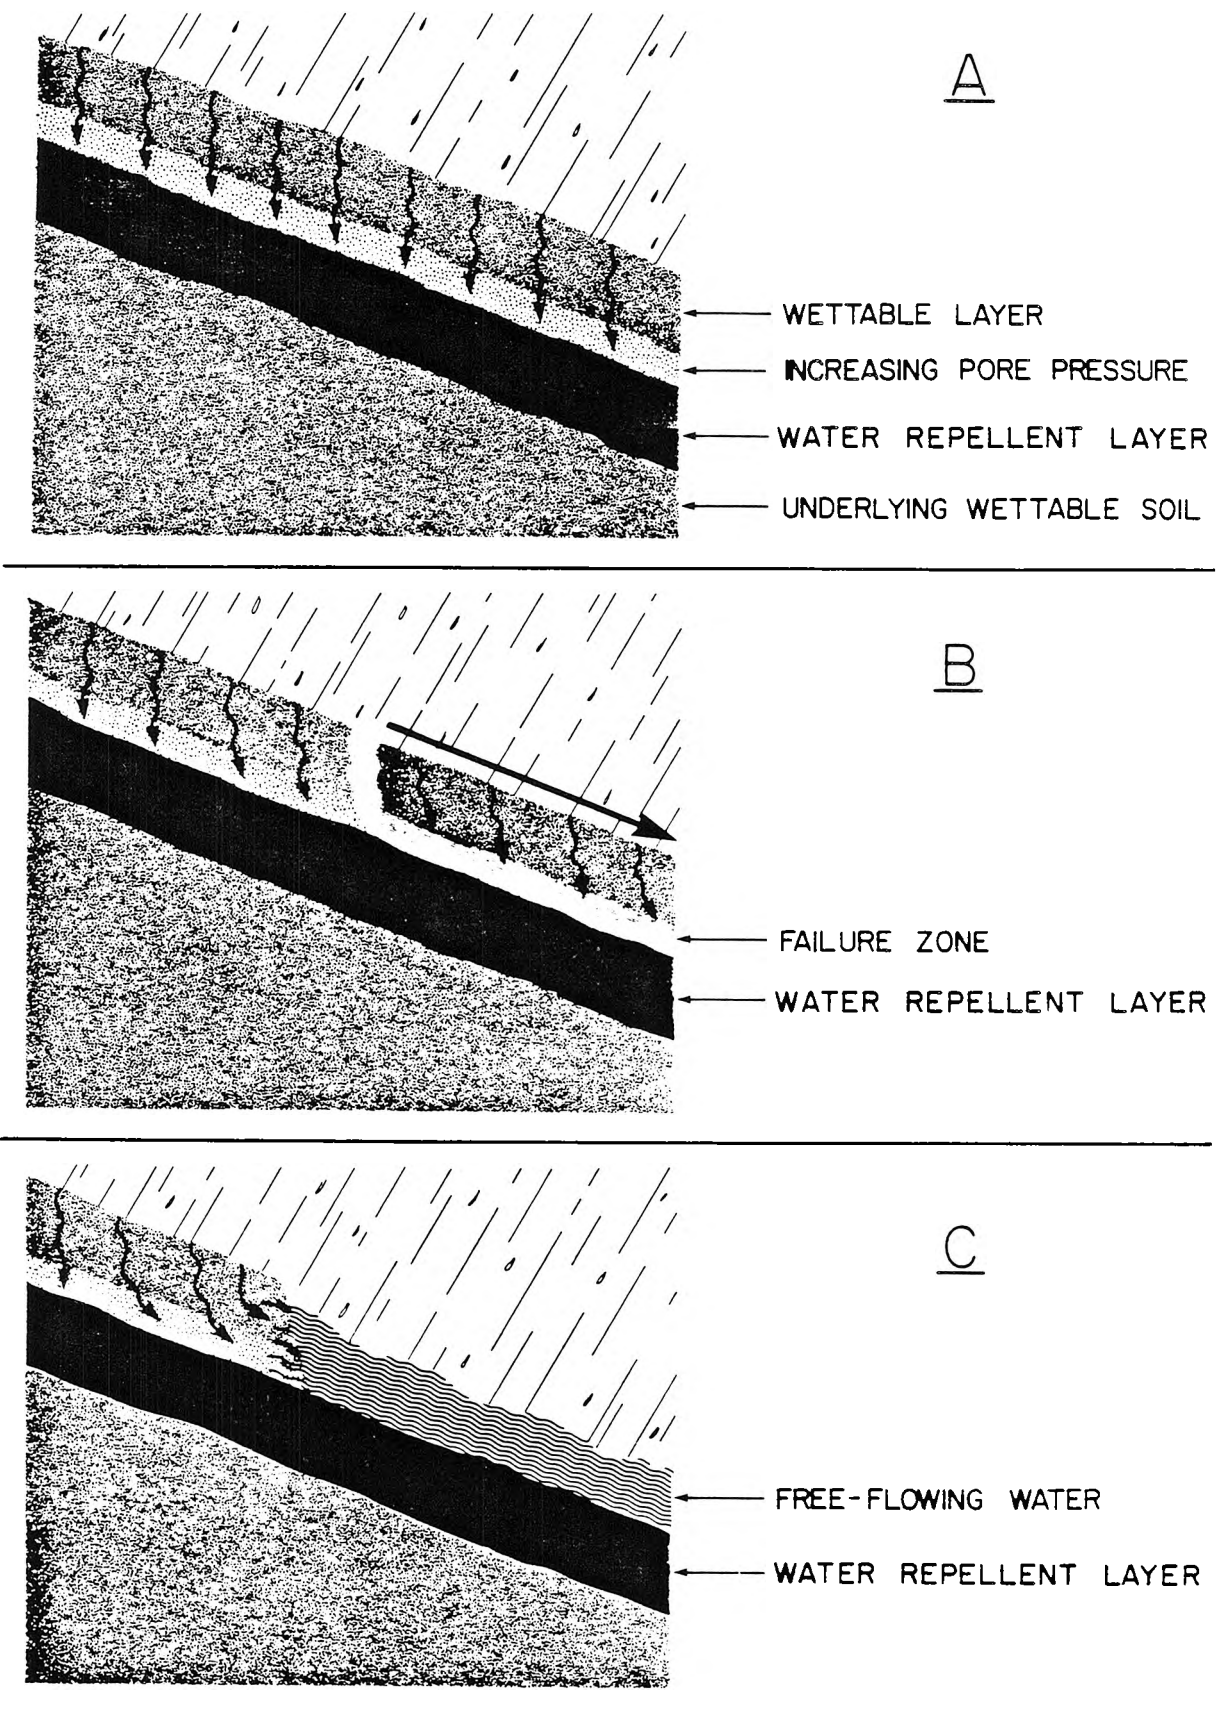 A
WETTABLE LAYER
INCREASING PORE PRESSURE
WATER REPELLENT LAYER
UNDERLYING WETTABLE SOIL
B
FAILURE ZONE
WATER REPELLENT LAYER
C
FREE-FLOWING WATER
WATER REPELLENT LAYER